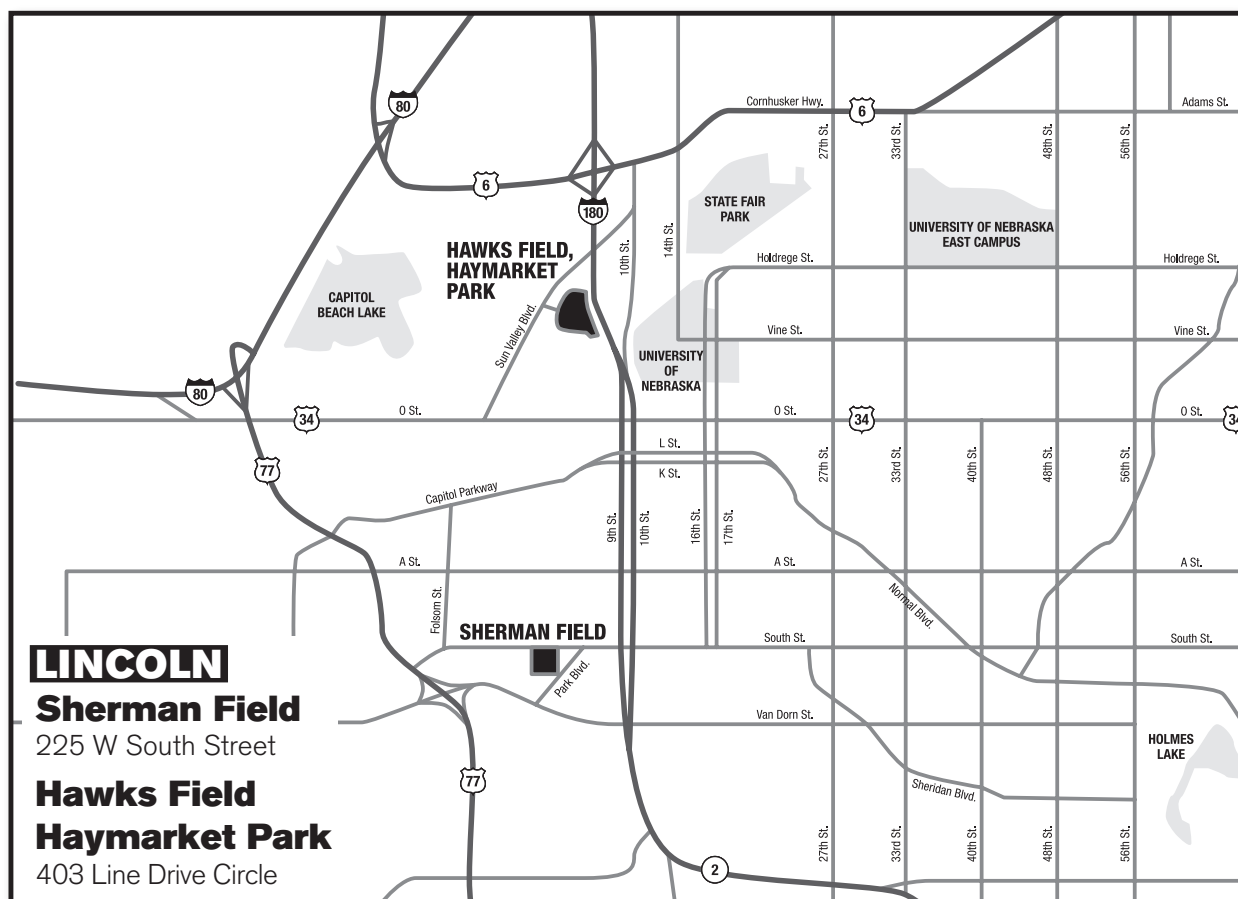 Cornhusker Hwy.
6
Adams St.
80
27th St.
33rd St.
48th St.
56th St.
6
180
STATE FAIR
PARK
UNIVERSITY OF NEBRASKA
EAST CAMPUS
10th St.
14th St.
HAWKS FIELD,
HAYMARKET
PARK
Holdrege St.
Holdrege St.
CAPITOL
BEACH LAKE
Sun Valley Blvd.
Vine St.
Vine St.
UNIVERSITY
OF
NEBRASKA
80
34
O St.
O St.
34
O St.
34
L St.
K St.
77
27th St.
33rd St.
40th St.
48th St.
56th St.
Capitol Parkway
9th St.
10th St.
16th St.
17th St.
A St.
A St.
A St.
Folsom St.
Normal Blvd.
SHERMAN FIELD
South St.
South St.
Park Blvd.
Van Dorn St.
HOLMES
LAKE
77
Sheridan Blvd.
27th St.
33rd St.
40th St.
48th St.
56th St.
2
LINCOLN
Sherman Field
225 W South Street
Hawks Field
Haymarket Park
403 Line Drive Circle